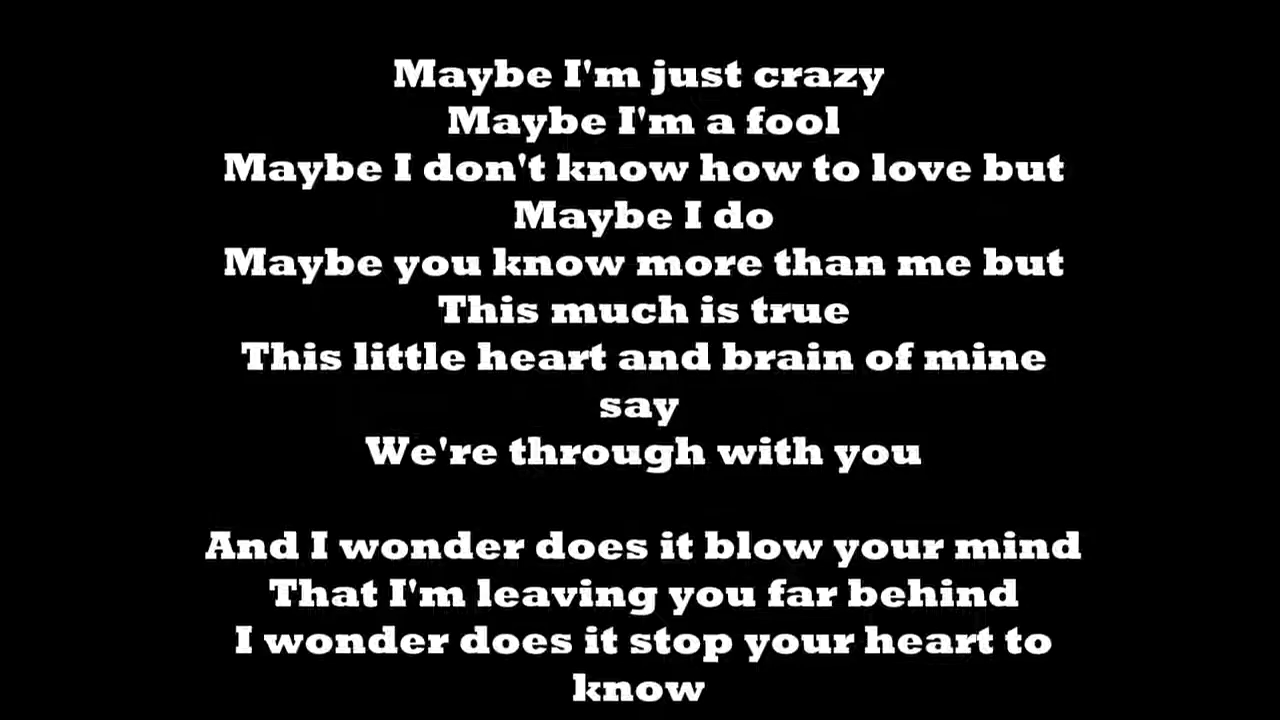 Maybe I'm just crazy
Maybe I'm a fool
Maybe I don't know how to love but
Maybe I do
Maybe you know more than me but
This much is true
This little heart and brain of mine
say
We're through with you
And I wonder does it blow your mind
That I'm leaving you far behind
I wonder does it stop your heart to
know